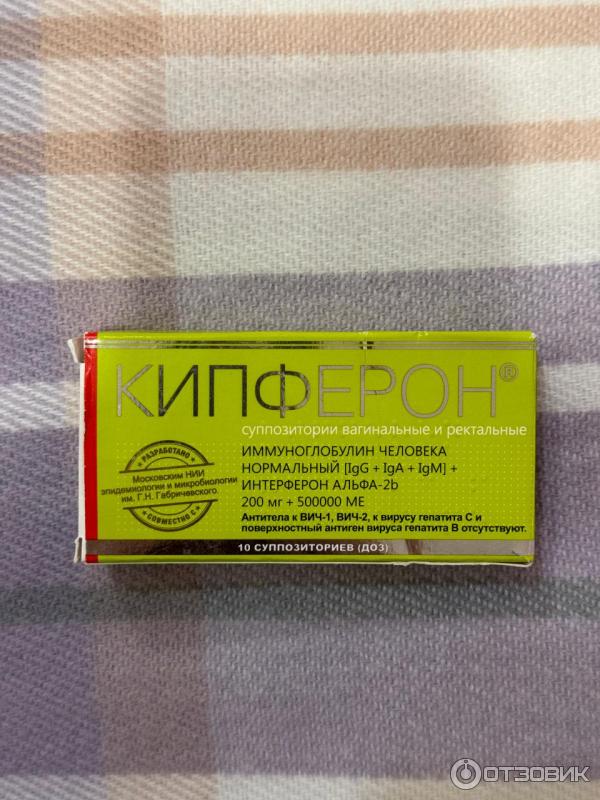 КИПФЕРОН®
суппозитории вагинальные и ректальные
РАЗРАБОТАНО
Московским НИИ
эпидемиологии и микробиологии
им. Г.Н. Габричевского
СОВМЕСТНО С
ИММУНОГЛОБУЛИН ЧЕЛОВЕКА
НОРМАЛЬНЫЙ [IgG + IgA + IgM] +
ИНТЕРФЕРОН АЛЬФА-2b
200 мг + 500000 МЕ
Антитела к ВИЧ-1, ВИЧ-2, к вирусу гепатита С и
поверхностный антиген вируса гепатита В отсутствуют.
10 СУППОЗИТОРИЕВ (ДОЗ)
ОТЗОВИК